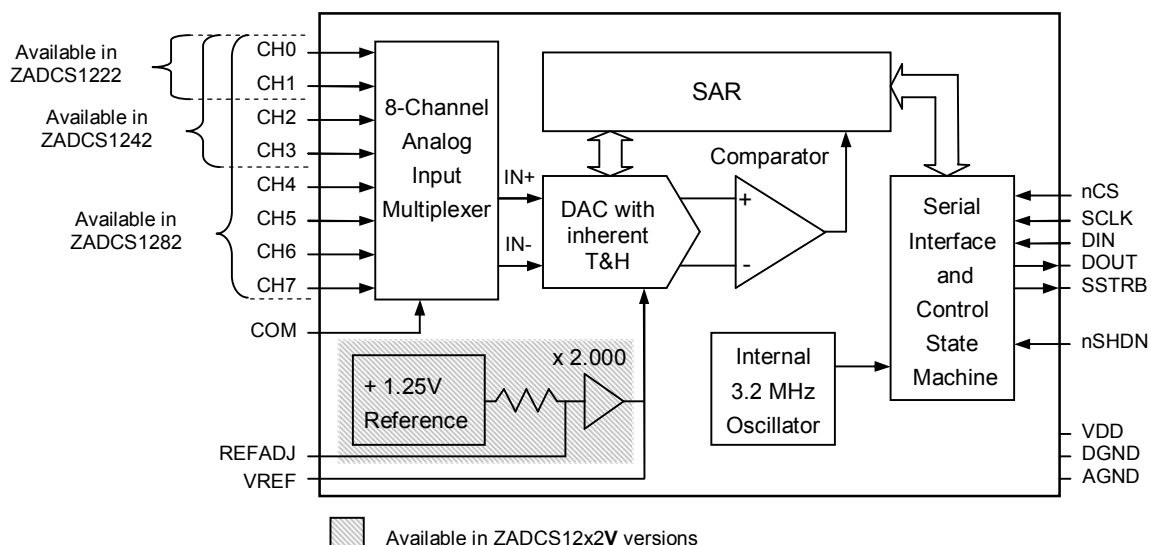 Available in
ZADCS1222
Available in
ZADCS1242
Available in
ZADCS1282
CH0
CH1
CH2
CH3
CH4
CH5
CH6
CH7
COM
REFADJ
VREF
8-Channel
Analog
Input
Multiplexer
IN+
IN-
SAR
DAC with
inherent
T&H
Comparator
+
-
+ 1.25V
Reference
x 2.000
Internal
3.2 MHz
Oscillator
Serial
Interface
and
Control
State
Machine
nCS
SCLK
DIN
DOUT
SSTRB
nSHDN
VDD
DGND
AGND
Available in ZADCS12x2V versions